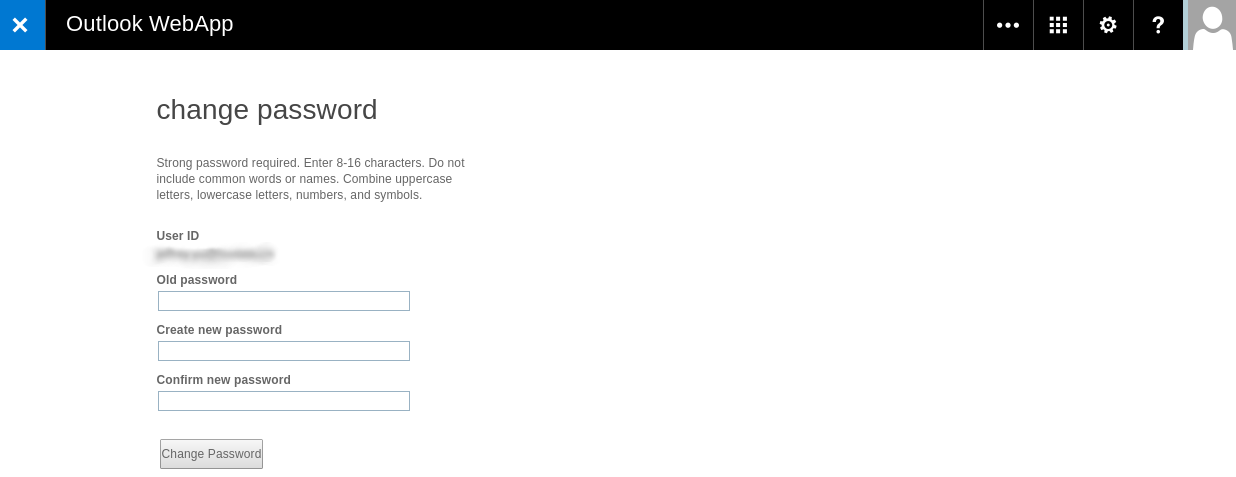 Outlook WebApp
change password
Strong password required. Enter 8-16 characters. Do not
include common words or names. Combine uppercase
letters, lowercase letters, numbers, and symbols.
User ID
Old password
Create new password
Confirm new password
Change Password